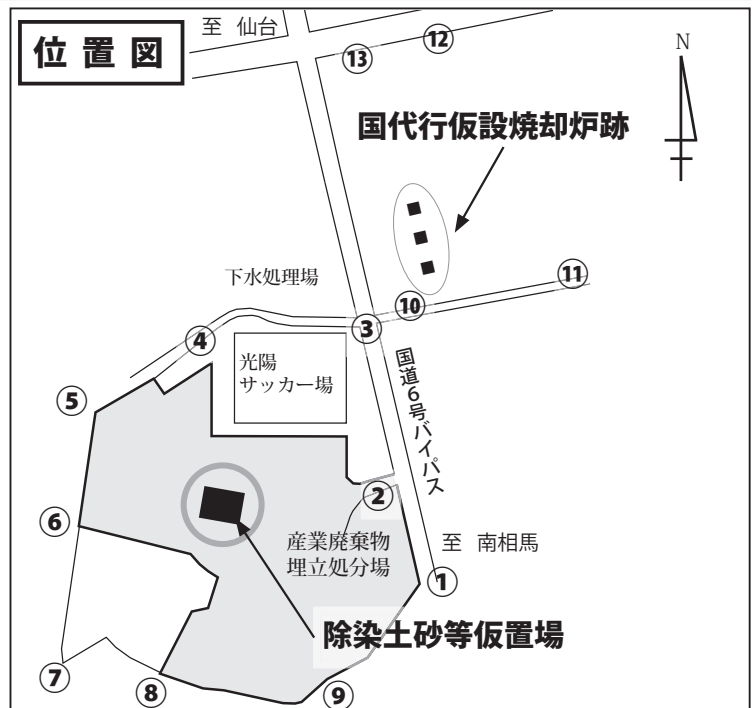 位置図
至 仙台
⑬
⑫
N
国代行仮設焼却炉跡
下水処理場
⑪
⑩
③
④
光陽
サッカー場
国道6号バイパス
⑤
②
⑥
産業廃棄物
埋立処分場
至 南相馬
①
除染土砂等仮置場
⑦
⑧
⑨